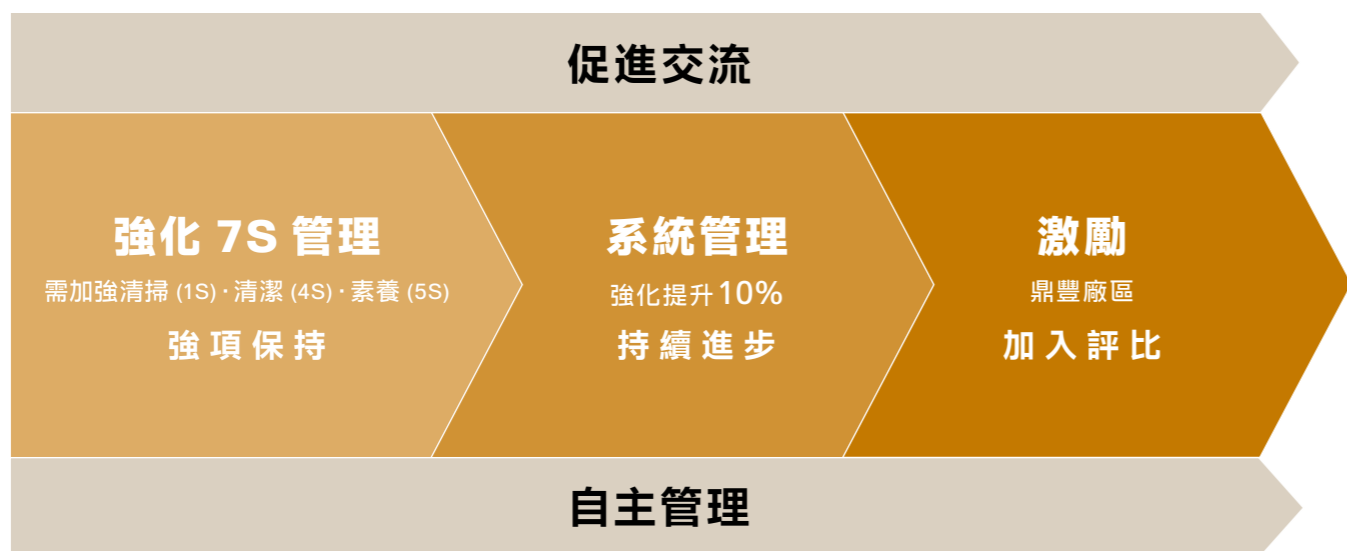 促進交流
強化 7S 管理
需加強清掃 (1S)·清潔 (4S)·素養 (5S)
強項保持
系統管理
強化提升10%
持續進步
激勵
鼎豐廠區
加入評比
自主管理